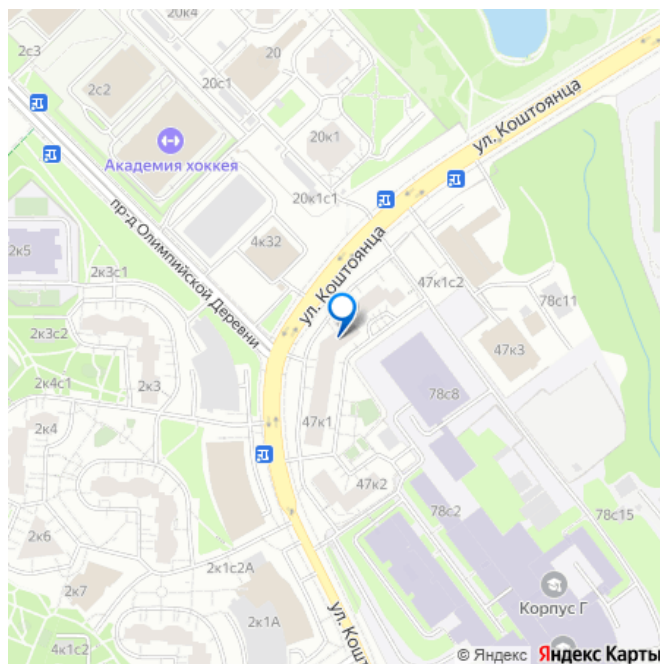 20к4
2с3
20
2с2
20с1
ул. Коштоянца
20к1
Академия хоккея
20к1с1
пр-д Олимпийской Деревни
4к32
2к5
ул. Коштоянца
47к1с2
2к3с1
78с11
2к3с2
47к3
2к4с1
2к3
78с8
47к1
2к4
47к2
78с2
78с15
2к6
2к1с2А
2к7
Корпус Г
2к1А
ул. Кошт
4к1с2
© Яндекс Яндекс Карты